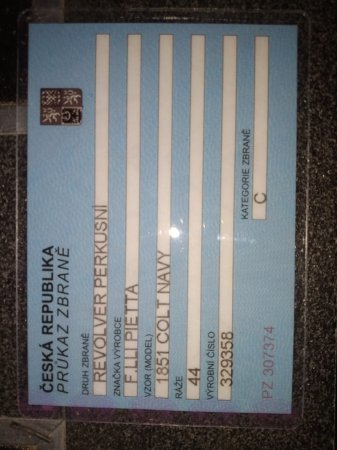 ČESKÁ REPUBLIKA
PRŮKAZ ZBRANĚ
DRUH ZBRANĚ
REVOLVER PERKUSNÍ
ZNAČKA VÝROBCE
F.LLI PIETTA
VZOR (MODEL)
1851 COLT NAVY
RÁŽE
44
VÝROBNÍ ČÍSLO
329358
KATEGORIE ZBRANĚ
C
PZ 307374